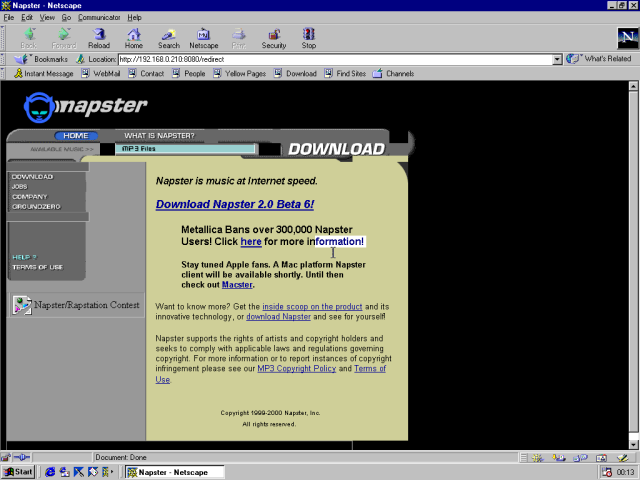 Napster - Netscape
File Edit View Go Communicator Help
Back Forward Reload Home Search Netscape Print Security Stop
Bookmarks Location: http://192.168.0.210:8080/redirect What's Related
Instant Message WebMail Contact People Yellow Pages Download Find Sites Channels
napster
HOME WHAT IS NAPSTER?
AVAILABLE MUSIC >> MP3 Files DOWNLOAD
DOWNLOAD
JOBS
COMPANY
GROUNDZERO
HELP ?
TERMS OF USE
Napster/Rapstation Contest
Napster is music at Internet speed.
Download Napster 2.0 Beta 6!
Metallica Bans over 300,000 Napster
Users! Click here for more information!
Stay tuned Apple fans. A Mac platform Napster
client will be available shortly. Until then
check out Macster.
Want to know more? Get the inside scoop on the product and its
innovative technology, or download Napster and see for yourself!
Napster supports the rights of artists and copyright holders and
seeks to comply with applicable laws and regulations governing
copyright. For more information or to report instances of copyright
infringement please see our MP3 Copyright Policy and Terms of
Use.
Copyright 1999-2000 Napster, Inc.
All rights reserved.
Document: Done
Start Napster - Netscape 00:13